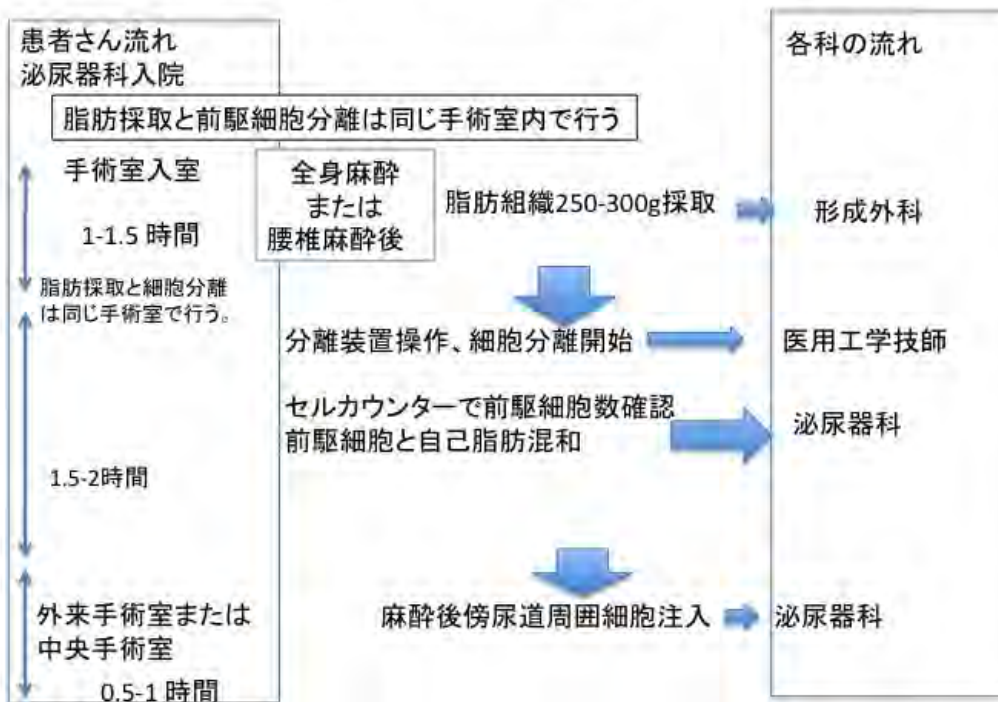 患者さん流れ
泌尿器科入院
各科の流れ
脂肪採取と前駆細胞分離は同じ手術室内で行う
手術室入室
全身麻酔
または
腰椎麻酔後
脂肪組織250-300g採取
形成外科
1-1.5 時間
脂肪採取と細胞分離
は同じ手術室で行う。
分離装置操作、細胞分離開始
医用工学技師
セルカウンターで前駆細胞数確認
前駆細胞と自己脂肪混和
泌尿器科
1.5-2時間
麻酔後傍尿道周囲細胞注入
泌尿器科
外来手術室または
中央手術室
0.5-1 時間